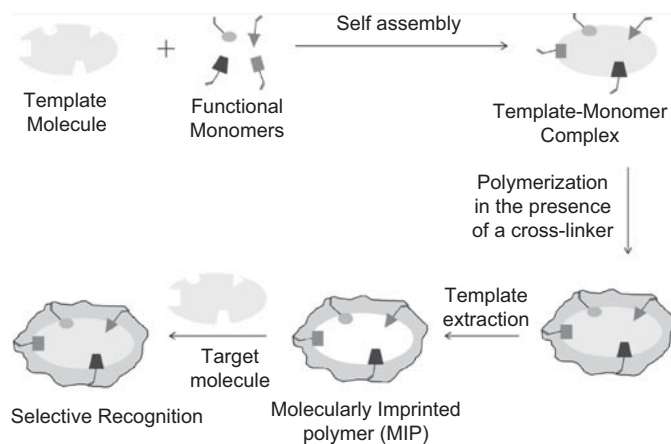 Self assembly
+
Template
Molecule
Functional
Monomers
Template-Monomer
Complex
Polymerization
in the presence
of a cross-linker
Template
extraction
Target
molecule
Molecularly Imprinted
polymer (MIP)
Selective Recognition